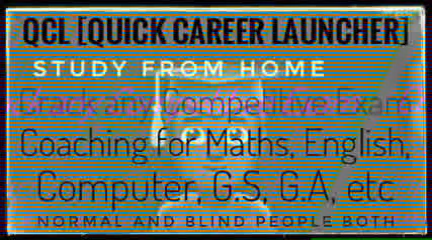 QCL [QUICK CAREER LAUNCHER]
STUDY FROM HOME
Crack any Competitive Exam
Coaching for Maths, English,
Computer, G.S, G.A, etc
NORMAL AND BLIND PEOPLE BOTH